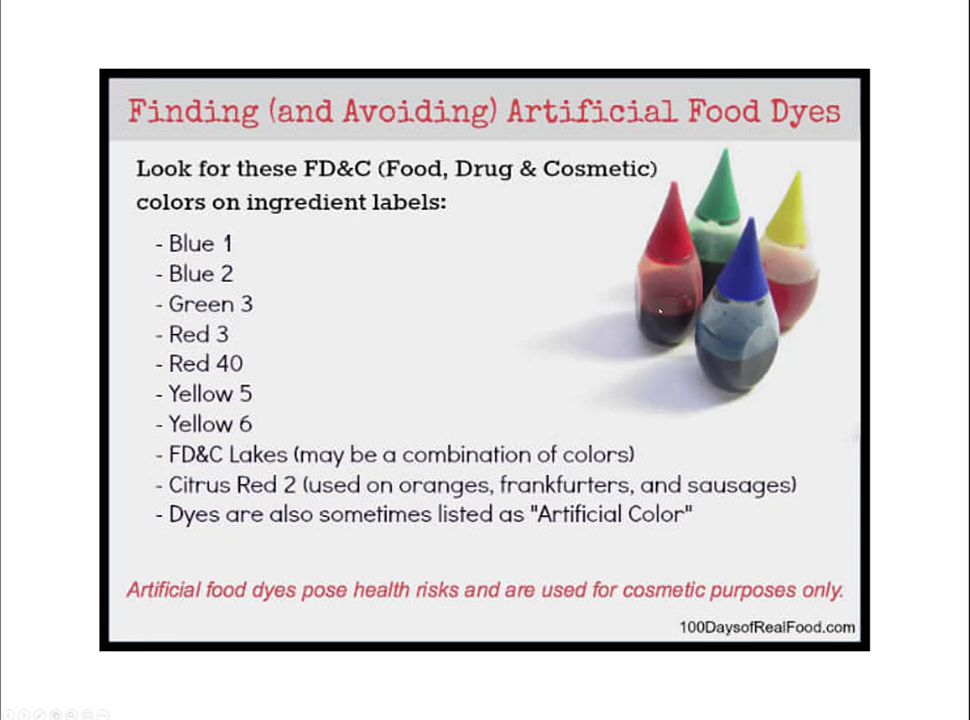 Finding (and Avoiding) Artificial Food Dyes
Look for these FD&C (Food, Drug & Cosmetic)
colors on ingredient labels:
- Blue 1
- Blue 2
- Green 3
- Red 3
- Red 40
- Yellow 5
- Yellow 6
- FD&C Lakes (may be a combination of colors)
- Citrus Red 2 (used on oranges, frankfurters, and sausages)
- Dyes are also sometimes listed as "Artificial Color"
Artificial food dyes pose health risks and are used for cosmetic purposes only.
100DaysofRealFood.com